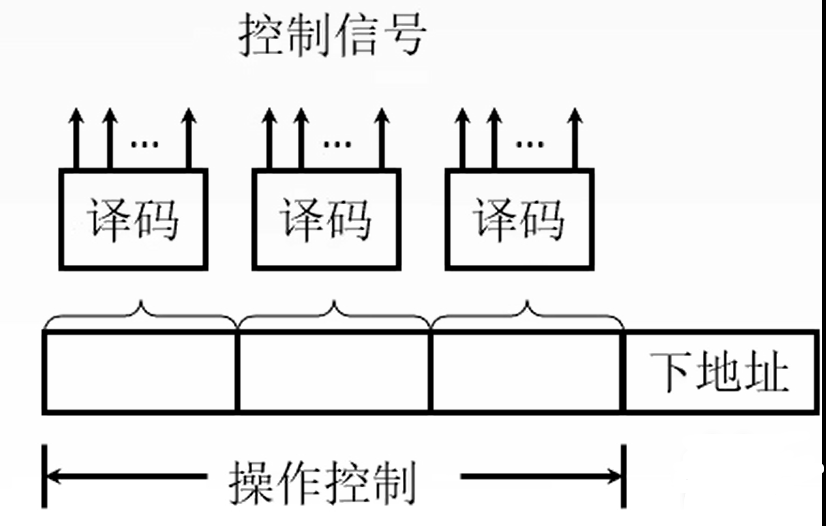 控制信号
... ... ...
译码 译码 译码
下地址
操作控制